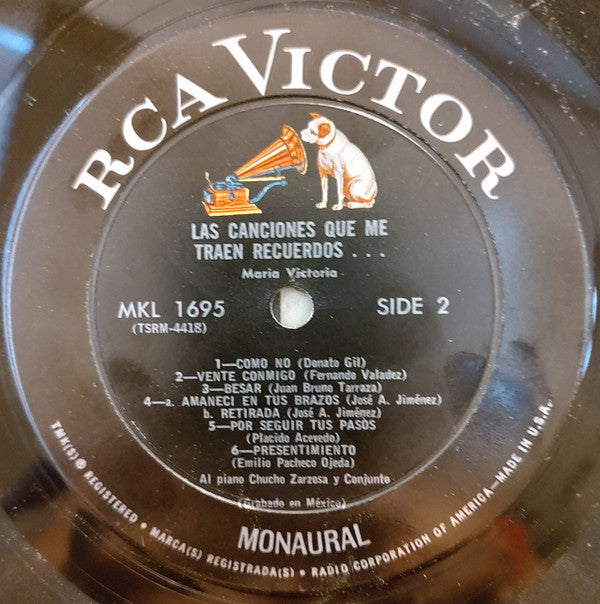 RCA VICTOR
LAS CANCIONES QUE ME
TRAEN RECUERDOS . . .
Maria Victoria
MKL 1695
(TSRM-4418)
SIDE 2
1—COMO NO (Donato Gil)
2—VENTE CONMIGO (Fernando Valadez)
3—BESAR (Juan Bruno Tarraza)
4—a. AMANECI EN TUS BRAZOS (José A. Jiménez)
b. RETIRADA (José A. Jiménez)
5—POR SEGUIR TUS PASOS
(Placido Acevedo)
6—PRESENTIMIENTO
(Emilio Pacheco Ojeda)
Al piano Chucho Zarzosa y Conjunto
(Grabado en México)
MONAURAL
TMK(S) ® REGISTERED • MARCA(S) REGISTRADA(S) • RADIO CORPORATION OF AMERICA—MADE IN U.S.A.